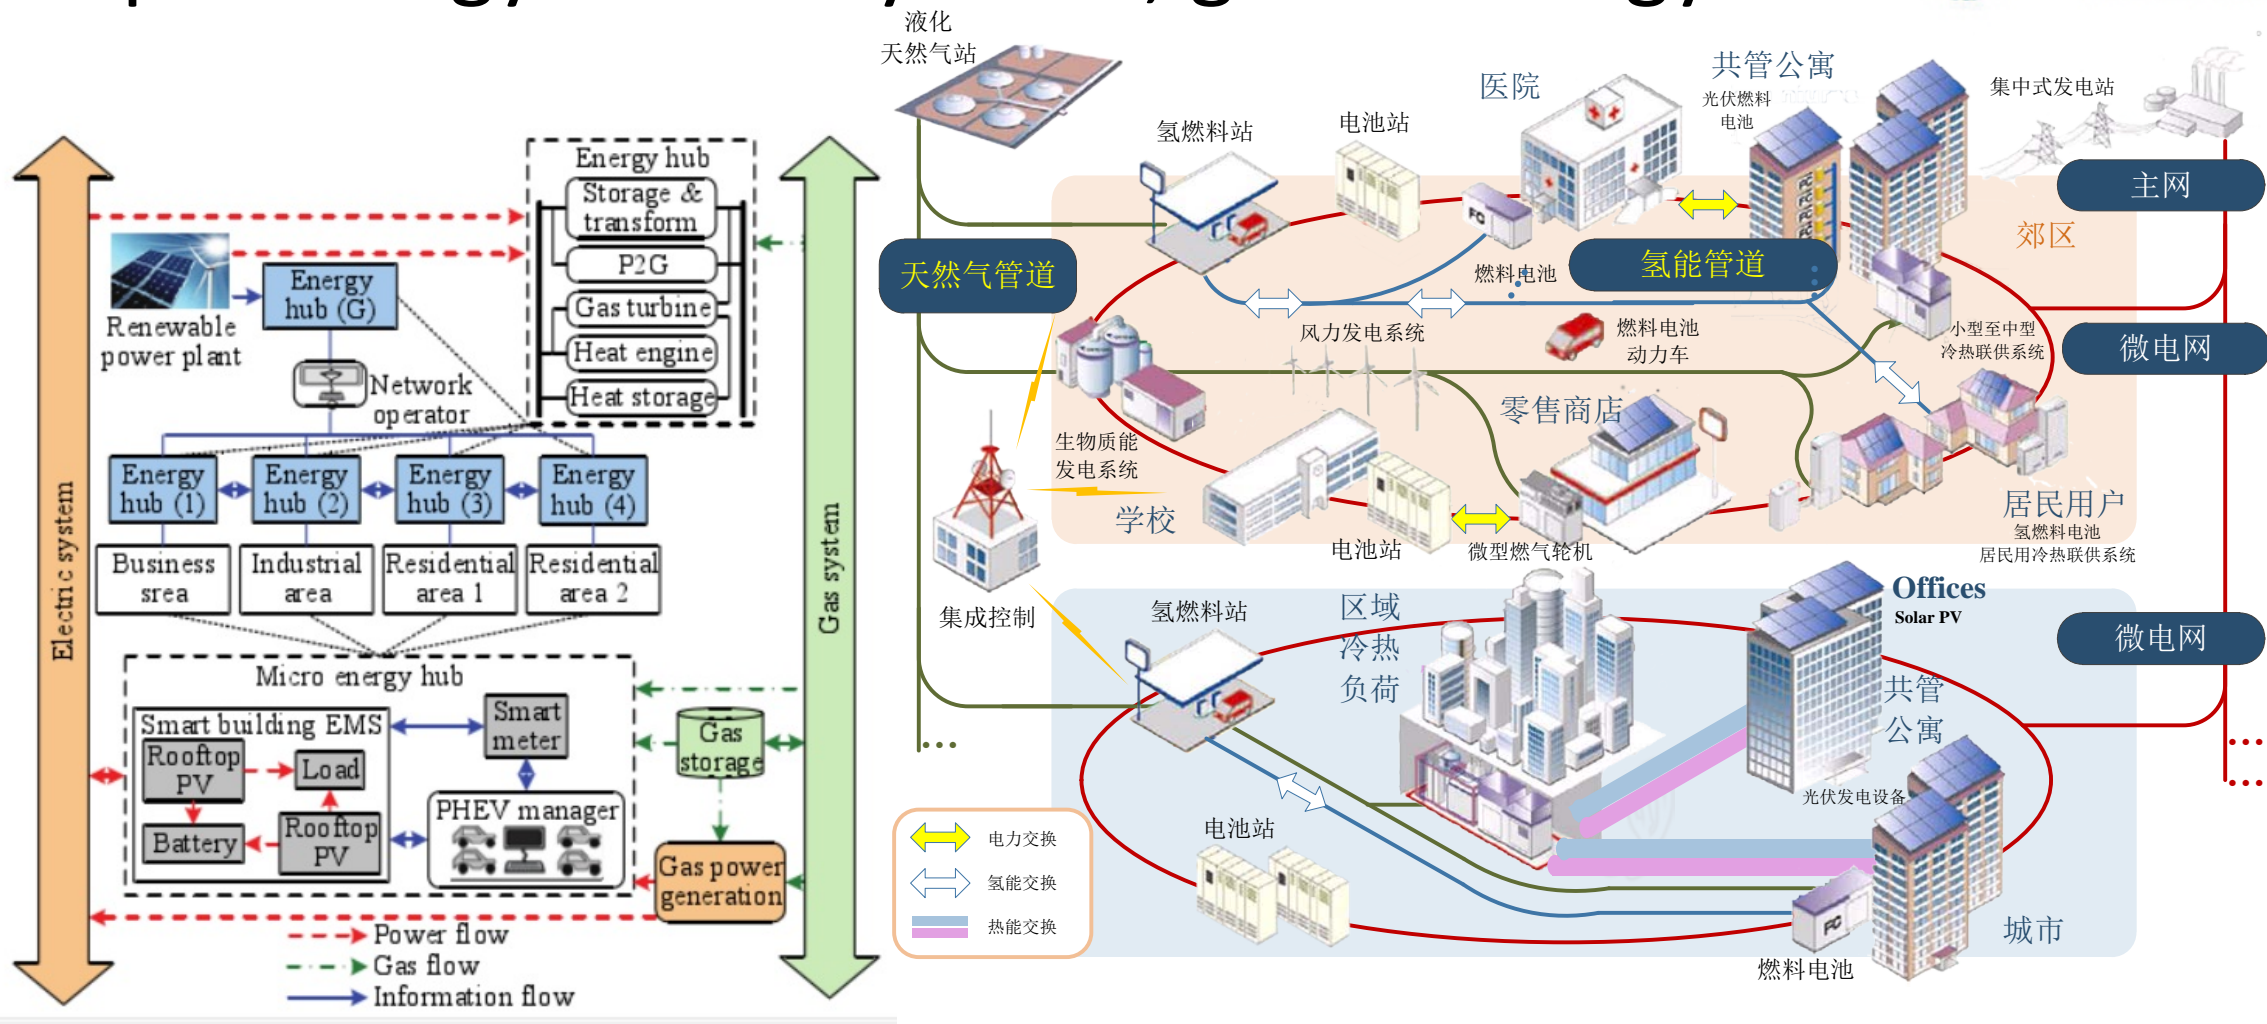 Energy hub
Storage &
transform
P2G
Gas turbine
Heat engine
Heat storage
Renewable
power plant
Energy
hub (G)
Network
operator
Energy
hub (1)
Energy
hub (2)
Energy
hub (3)
Energy
hub (4)
Business
srea
Industrial
area
Residential
area 1
Residential
area 2
Electric system
Gas system
Micro energy hub
Smart building EMS
Rooftop
PV
Load
Battery
Rooftop
PV
Smart
meter
PHEV manager
Gas
storage
Gas power
generation
Power flow
Gas flow
Information flow
液化
天然气站
氢燃料站
电池站
医院
共管公寓
光伏燃料
电池
集中式发电站
主网
郊区
天然气管道
FC
燃料电池
氢能管道
FC
FC
FC
FC
风力发电系统
燃料电池
动力车
小型至中型
冷热联供系统
微电网
零售商店
生物质能
发电系统
学校
电池站
微型燃气轮机
居民用户
氢燃料电池
居民用冷热联供系统
集成控制
氢燃料站
区域
冷热
负荷
Offices
Solar PV
微电网
共管
公寓
光伏发电设备
电池站
FC
燃料电池
城市
电力交换
氢能交换
热能交换